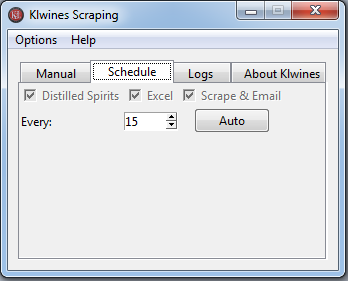 Klwines Scraping
Options Help
Manual Schedule Logs About Klwines
Distilled Spirits Excel Scrape & Email
Every: 15 Auto